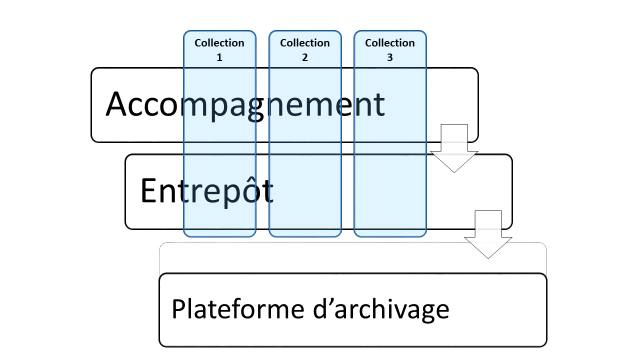 Collection
1
Collection
2
Collection
3
Accompagnement
Entrepôt
Plateforme d’archivage